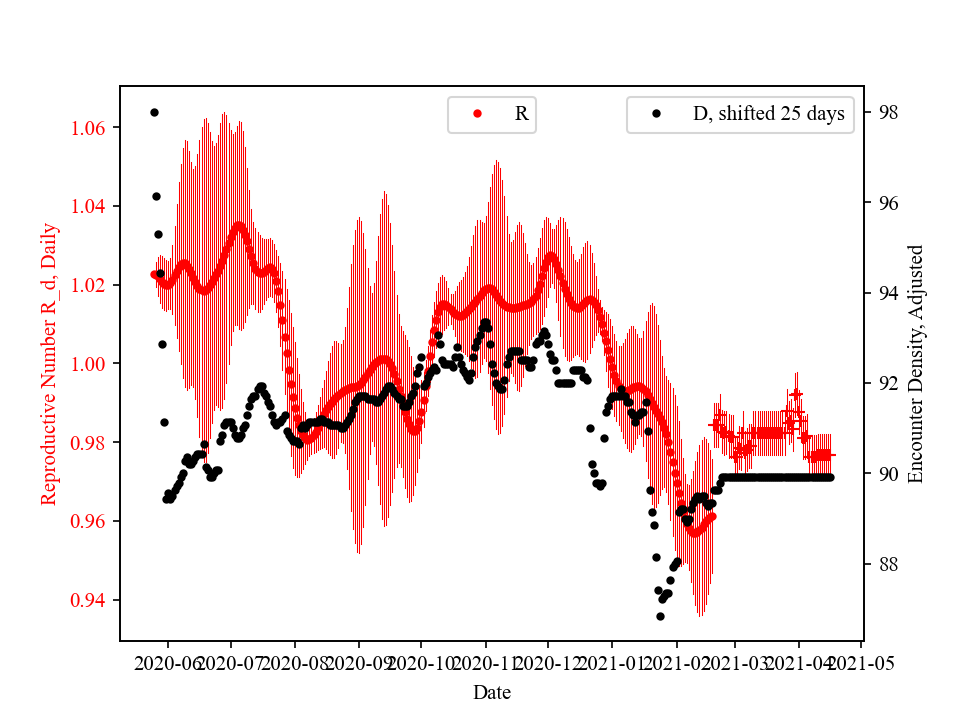 R
D, shifted 25 days
1.06
1.04
1.02
1.00
0.98
0.96
0.94
Reproductive Number R_d, Daily
98
96
94
92
90
88
Encounter Density, Adjusted
2020-06 2020-07 2020-08 2020-09 2020-10 2020-11 2020-12 2021-01 2021-02 2021-03 2021-04 2021-05
Date